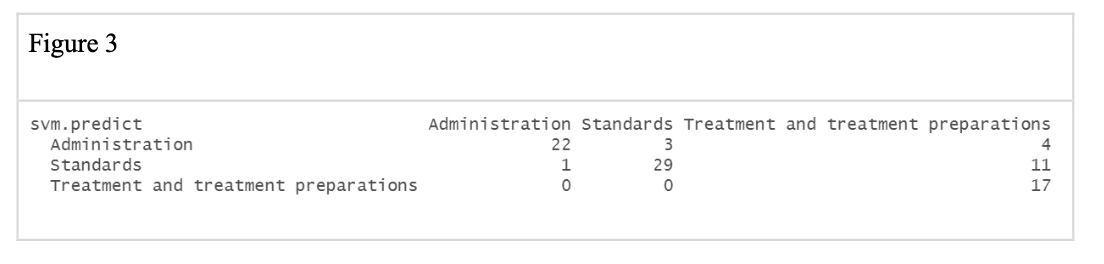 Figure 3
svm.predict Administration Standards Treatment and treatment preparations
Administration 22 3 4
Standards 1 29 11
Treatment and treatment preparations 0 0 17